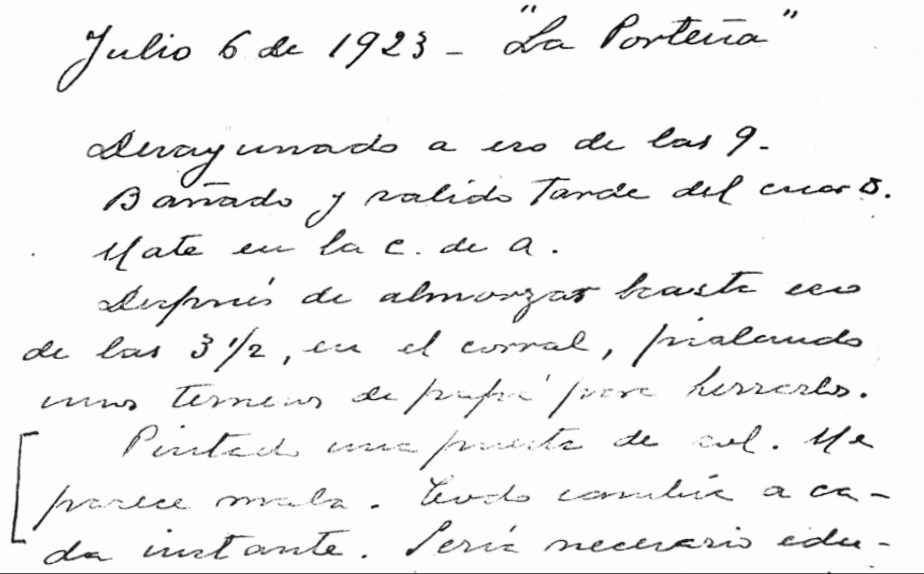 Julio 6 de 1923 - "La Porteña"
Desayunado a eso de las 9.
Bañado y salido tarde del cuarto.
Mate en la c. de a.
Después de almorzar hasta eso
de las 3 1/2, en el corral, pialando
unos terneros de papá para herrarlos.
Pintado una puesta de sol. Me
parece mala. Todo cambia a ca-
da instante. Sería necesario edu-